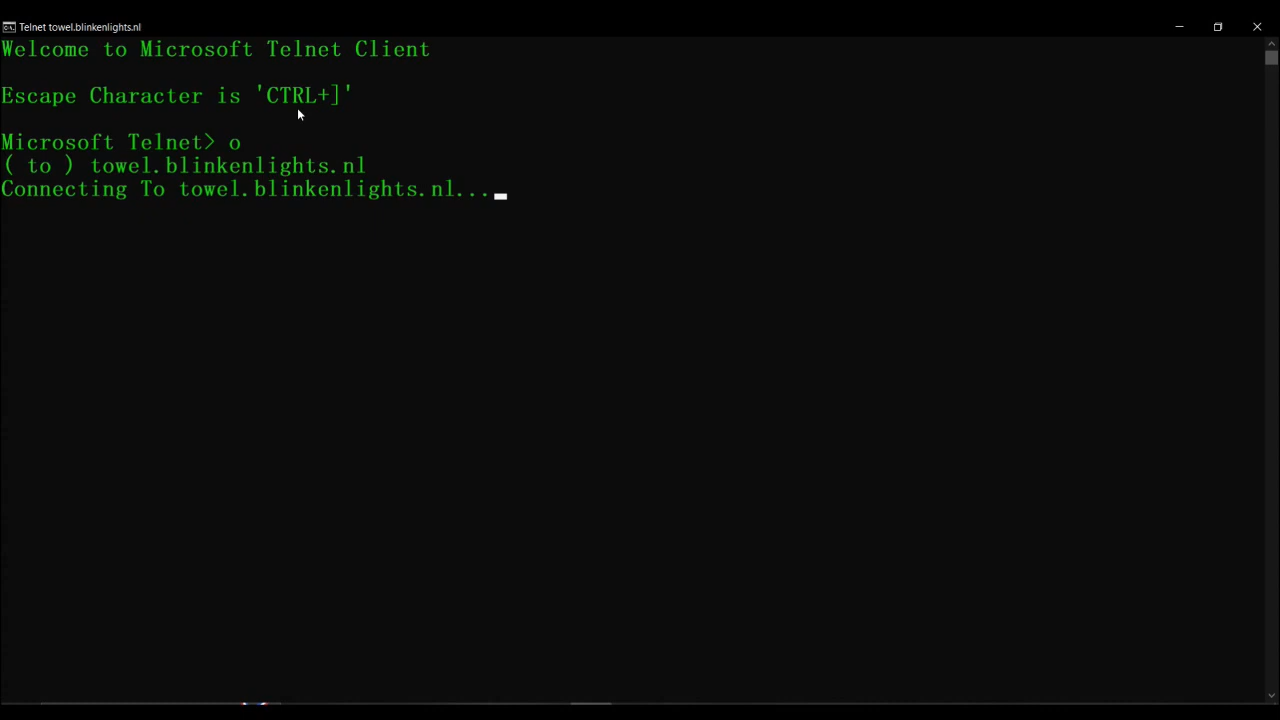 Telnet towel.blinkenlights.nl
Welcome to Microsoft Telnet Client
Escape Character is 'CTRL+]'
Microsoft Telnet> o
( to ) towel.blinkenlights.nl
Connecting To towel.blinkenlights.nl...